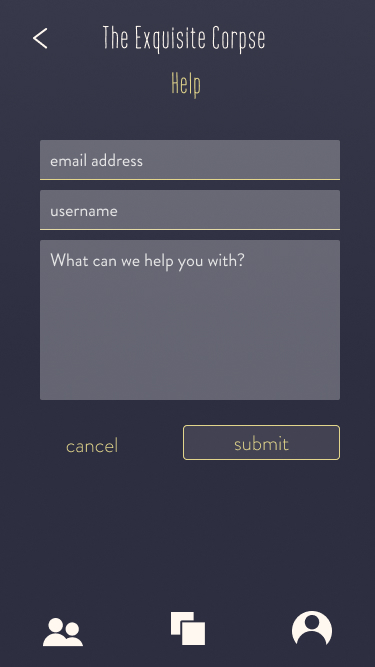 The Exquisite Corpse
Help
email address
username
What can we help you with?
cancel
submit